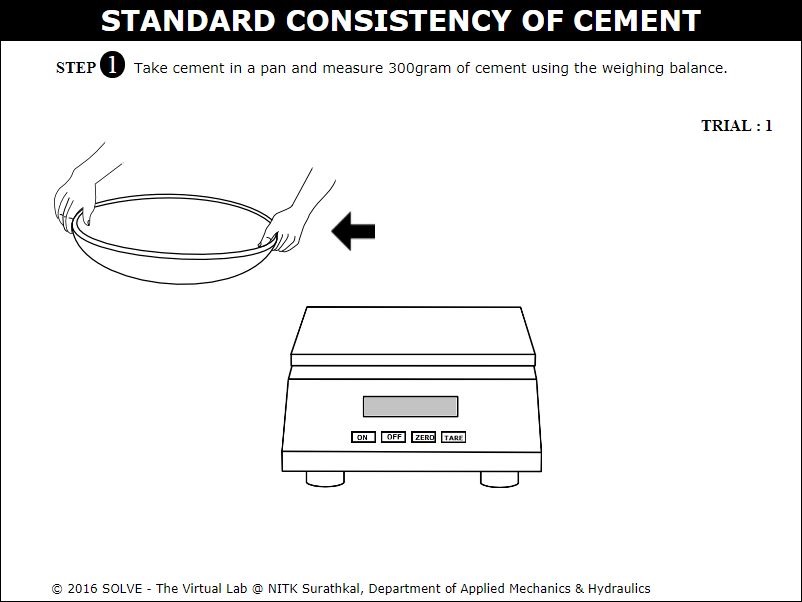 STANDARD CONSISTENCY OF CEMENT
STEP 1 Take cement in a pan and measure 300gram of cement using the weighing balance.
TRIAL : 1
ON OFF ZERO TARE
© 2016 SOLVE - The Virtual Lab @ NITK Surathkal, Department of Applied Mechanics & Hydraulics